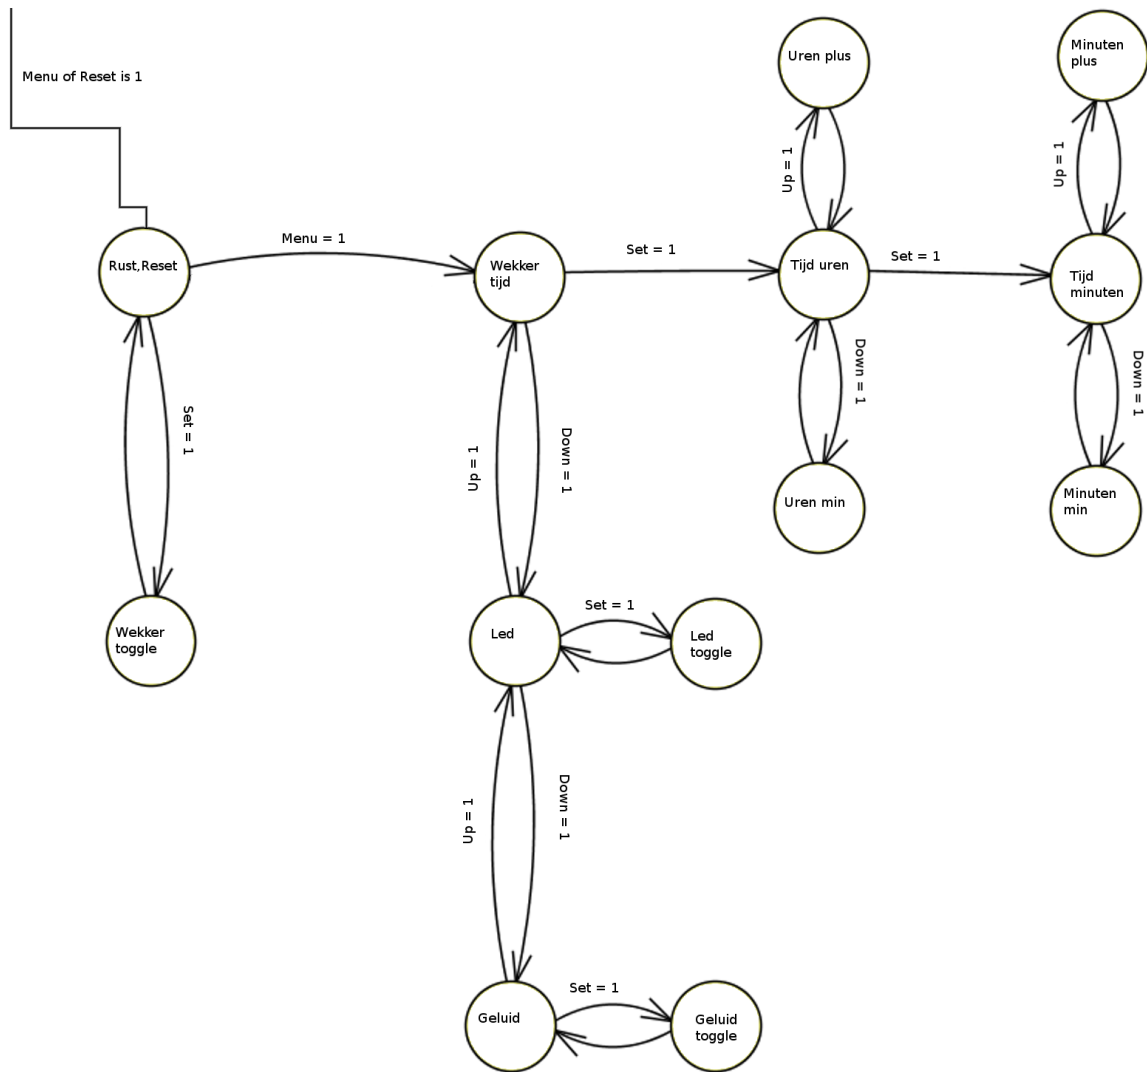 Menu of Reset is 1
Uren plus
Minuten
plus
Up = 1
Up = 1
Rust,Reset
Menu = 1
Wekker
tijd
Set = 1
Tijd uren
Set = 1
Tijd
minuten
Set = 1
Up = 1
Down = 1
Down = 1
Down = 1
Uren min
Minuten
min
Wekker
toggle
Led
Set = 1
Led
toggle
Up = 1
Down = 1
Geluid
Set = 1
Geluid
toggle